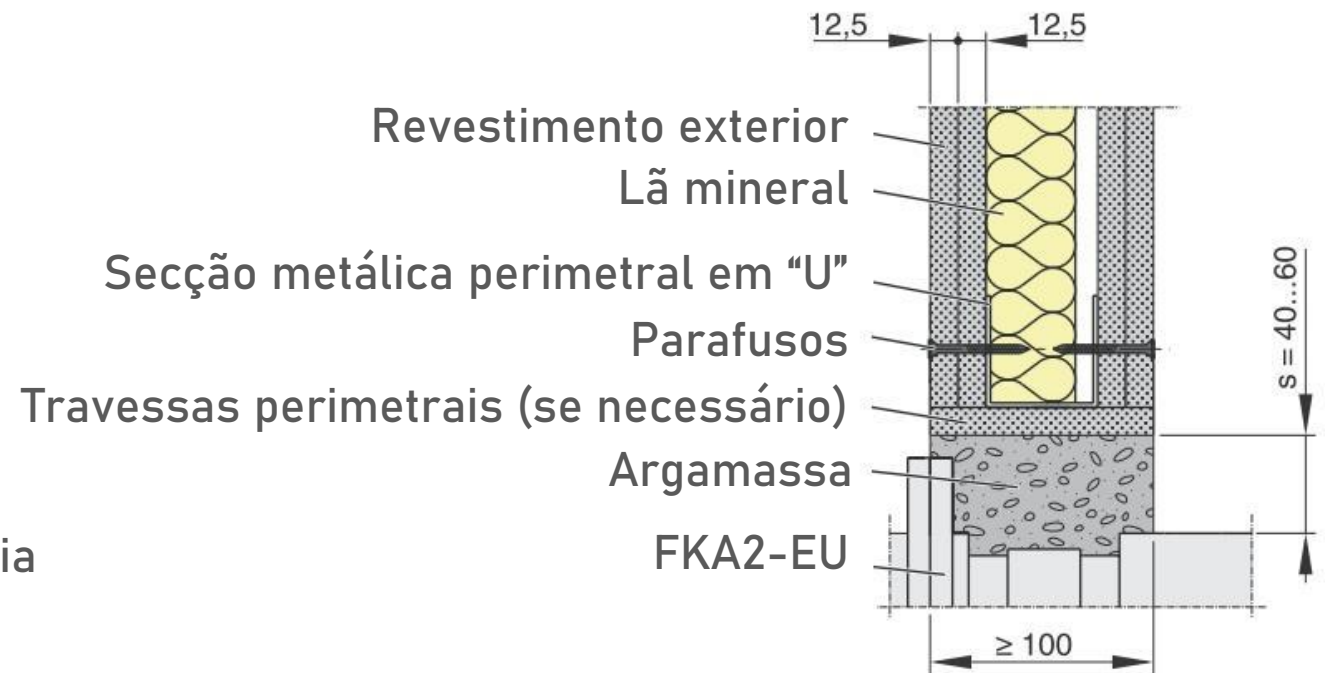 12,5 12,5
Revestimento exterior
Lã mineral
Secção metálica perimetral em “U”
Parafusos
Travessas perimetrais (se necessário)
s = 40...60
Argamassa
ia
FKA2-EU
≥ 100